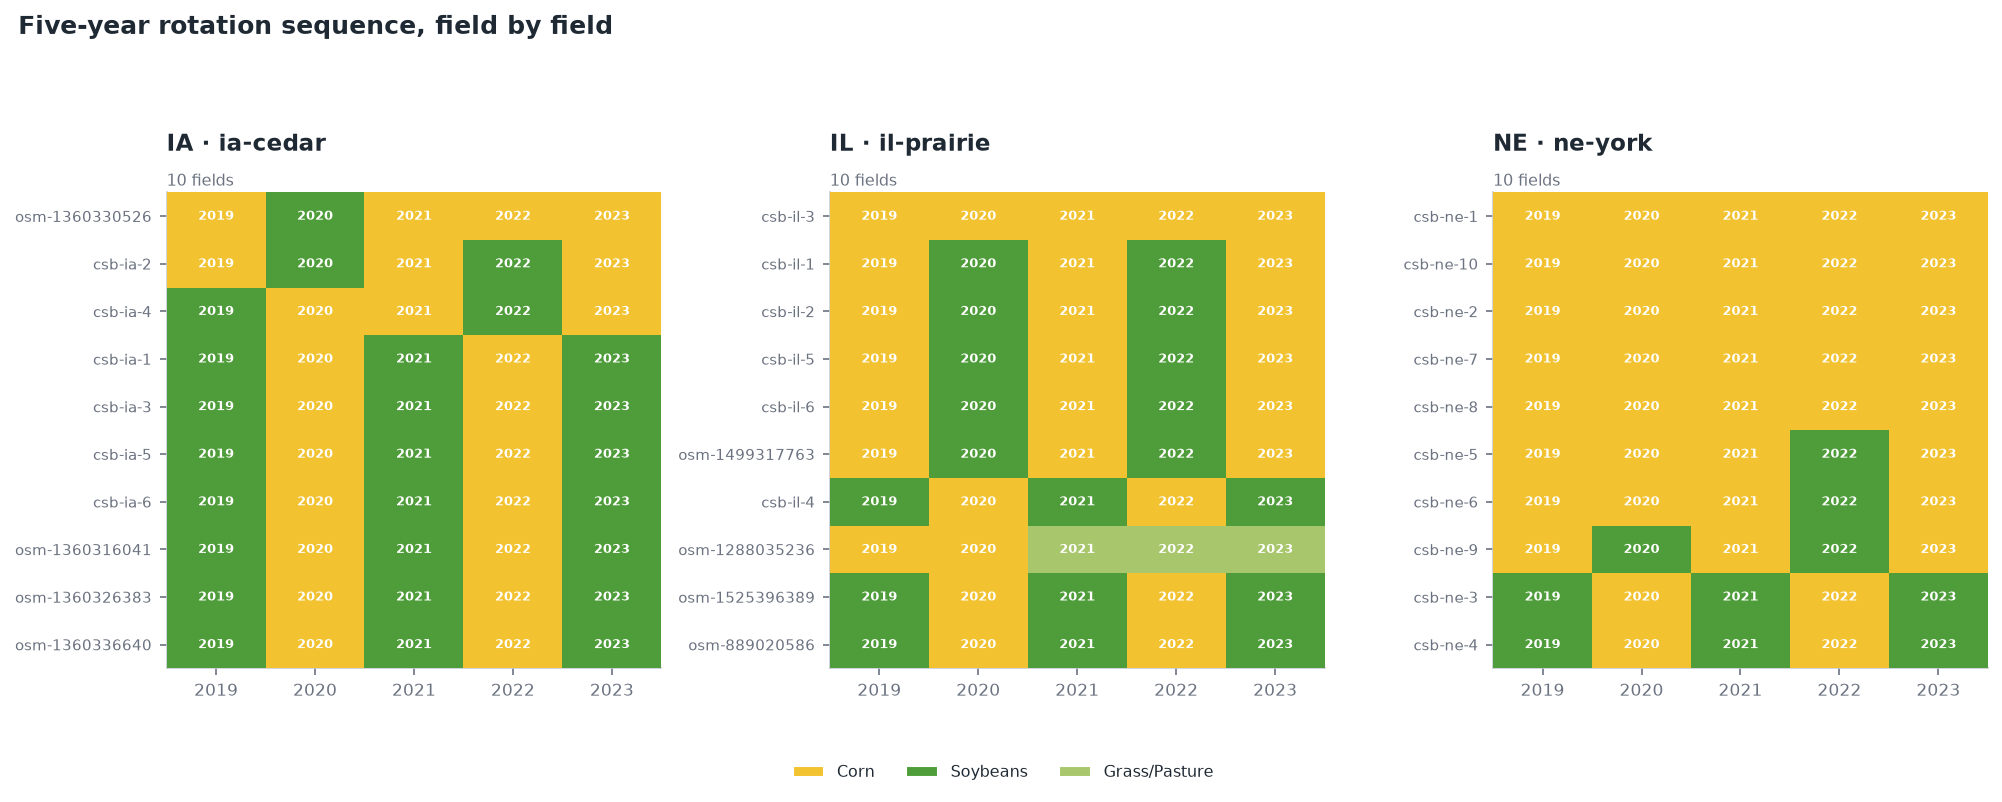 Five-year rotation sequence, field by field
IA · ia-cedar
10 fields
osm-1360330526 2019 2020 2021 2022 2023
csb-ia-2 2019 2020 2021 2022 2023
csb-ia-4 2019 2020 2021 2022 2023
csb-ia-1 2019 2020 2021 2022 2023
csb-ia-3 2019 2020 2021 2022 2023
csb-ia-5 2019 2020 2021 2022 2023
csb-ia-6 2019 2020 2021 2022 2023
osm-1360316041 2019 2020 2021 2022 2023
osm-1360326383 2019 2020 2021 2022 2023
osm-1360336640 2019 2020 2021 2022 2023
2019 2020 2021 2022 2023
IL · il-prairie
10 fields
csb-il-3 2019 2020 2021 2022 2023
csb-il-1 2019 2020 2021 2022 2023
csb-il-2 2019 2020 2021 2022 2023
csb-il-5 2019 2020 2021 2022 2023
csb-il-6 2019 2020 2021 2022 2023
osm-1499317763 2019 2020 2021 2022 2023
csb-il-4 2019 2020 2021 2022 2023
osm-1288035236 2019 2020 2021 2022 2023
osm-1525396389 2019 2020 2021 2022 2023
osm-889020586 2019 2020 2021 2022 2023
2019 2020 2021 2022 2023
NE · ne-york
10 fields
csb-ne-1 2019 2020 2021 2022 2023
csb-ne-10 2019 2020 2021 2022 2023
csb-ne-2 2019 2020 2021 2022 2023
csb-ne-7 2019 2020 2021 2022 2023
csb-ne-8 2019 2020 2021 2022 2023
csb-ne-5 2019 2020 2021 2022 2023
csb-ne-6 2019 2020 2021 2022 2023
csb-ne-9 2019 2020 2021 2022 2023
csb-ne-3 2019 2020 2021 2022 2023
csb-ne-4 2019 2020 2021 2022 2023
2019 2020 2021 2022 2023
Corn Soybeans Grass/Pasture